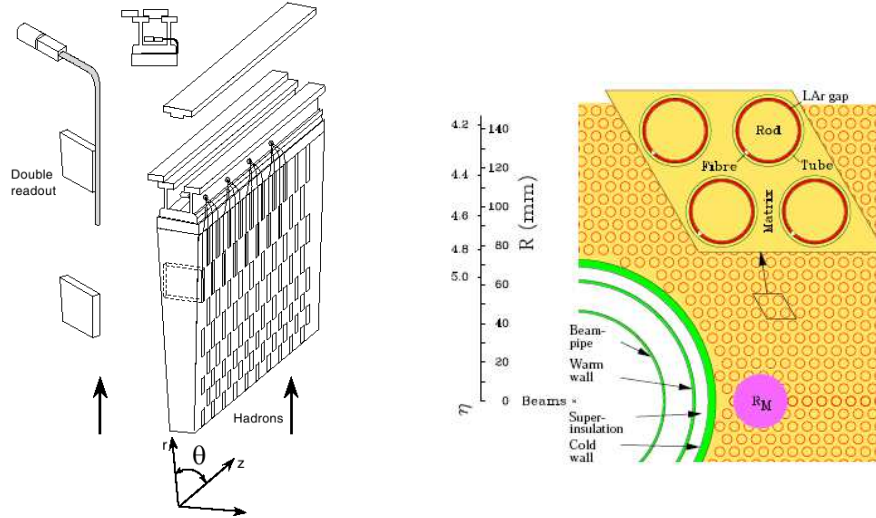 Double
readout
Hadrons
r
θ
z
η
4.2
4.4
4.6
4.8
5.0
R (mm)
140
120
100
80
60
40
20
0
LAr gap
Rod
Fibre
Tube
Matrix
Beam-
pipe
Warm
wall
Beams
Super-
insulation
Cold
wall
R_M